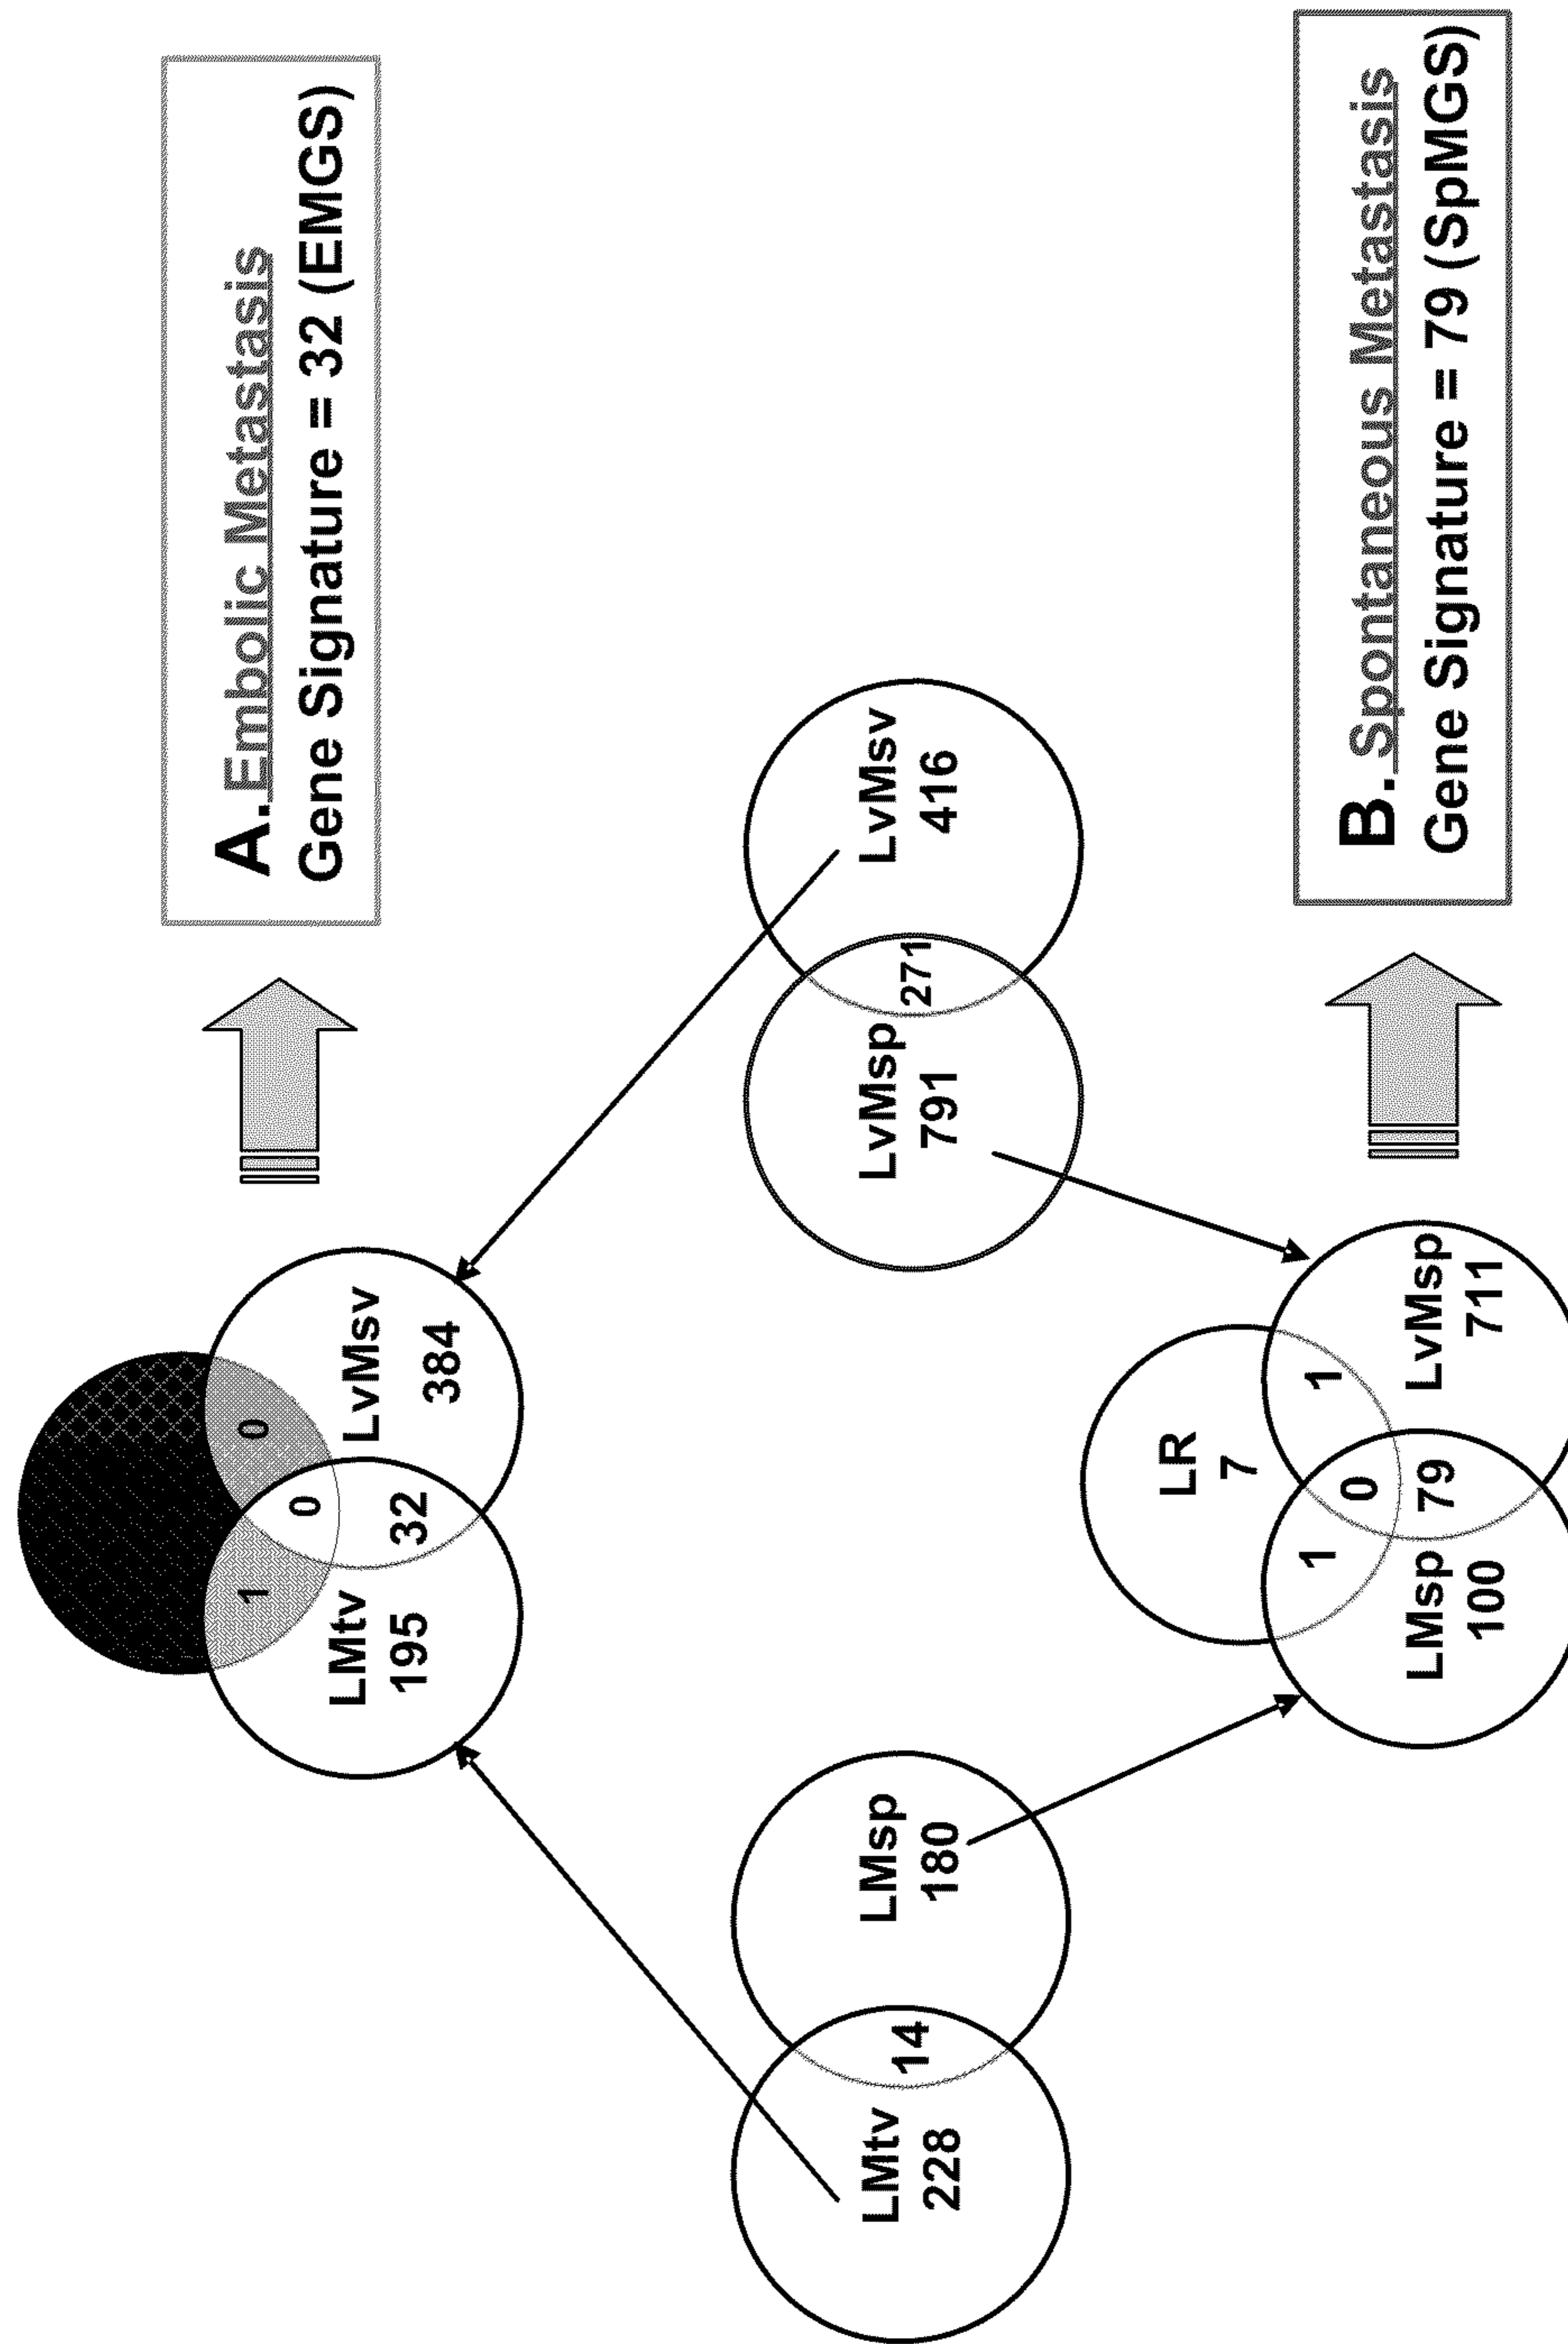 1
0
0
LMtv
195
32
LvMsv
384
A. Embolic Metastasis
Gene Signature = 32 (EMGS)
LMtv
228
14
LMsp
180
LvMsp
791
271
LvMsv
416
LR
7
1
0
1
LMsp
100
79
LvMsp
711
B. Spontaneous Metastasis
Gene Signature = 79 (SpMGS)